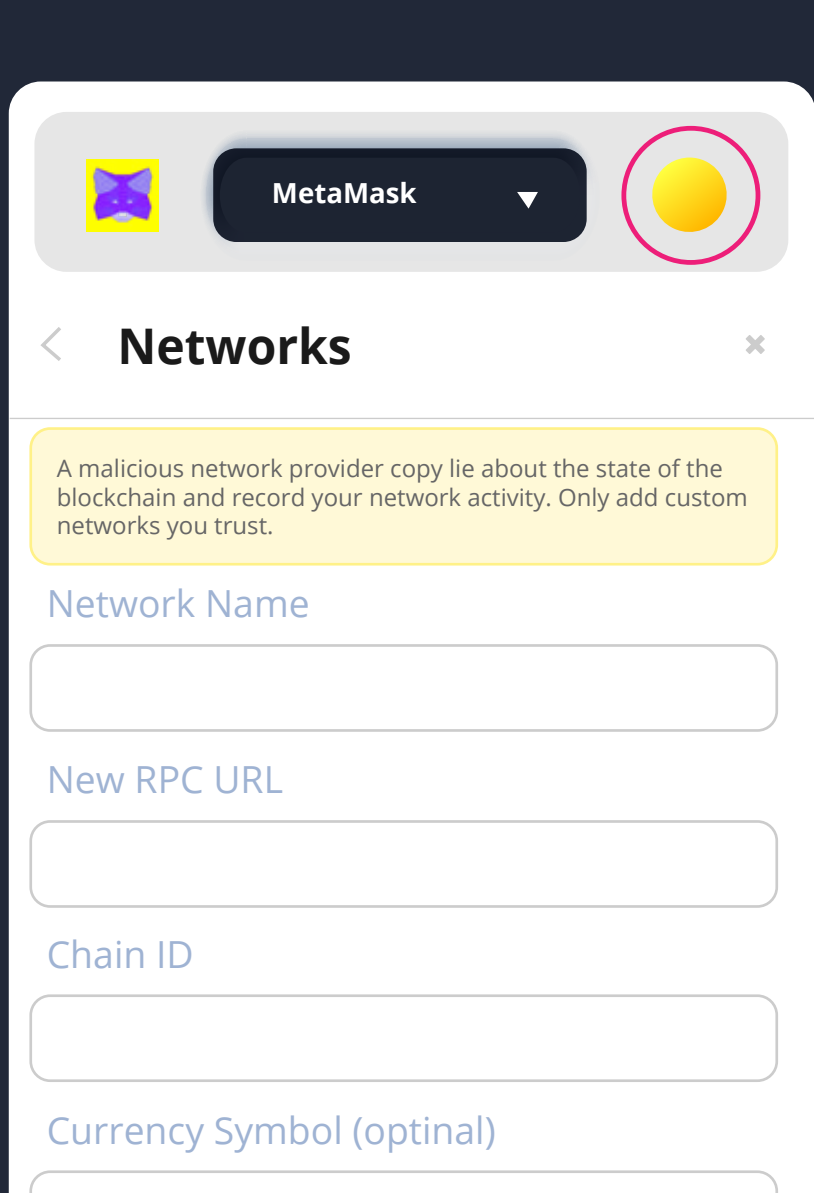 MetaMask
Networks
A malicious network provider copy lie about the state of the
blockchain and record your network activity. Only add custom
networks you trust.
Network Name
New RPC URL
Chain ID
Currency Symbol (optinal)